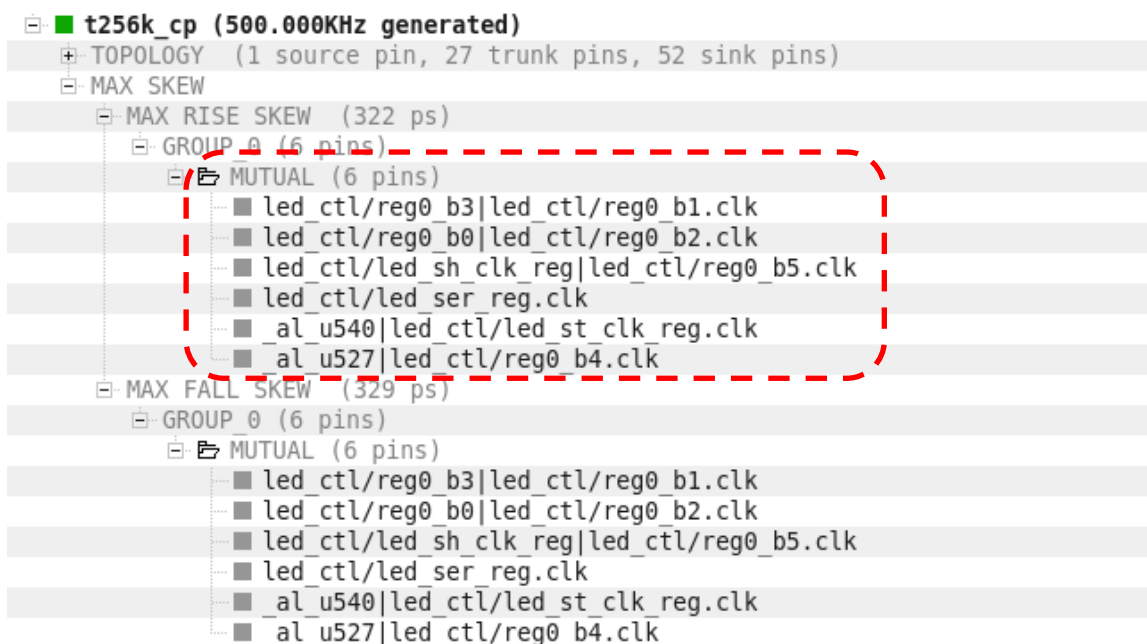 t256k_cp (500.000KHz generated)
TOPOLOGY (1 source pin, 27 trunk pins, 52 sink pins)
MAX SKEW
MAX RISE SKEW (322 ps)
GROUP_0 (6 pins)
MUTUAL (6 pins)
led_ctl/reg0_b3|led_ctl/reg0_b1.clk
led_ctl/reg0_b0|led_ctl/reg0_b2.clk
led_ctl/led_sh_clk_reg|led_ctl/reg0_b5.clk
led_ctl/led_ser_reg.clk
_al_u540|led_ctl/led_st_clk_reg.clk
_al_u527|led_ctl/reg0_b4.clk
MAX FALL SKEW (329 ps)
GROUP_0 (6 pins)
MUTUAL (6 pins)
led_ctl/reg0_b3|led_ctl/reg0_b1.clk
led_ctl/reg0_b0|led_ctl/reg0_b2.clk
led_ctl/led_sh_clk_reg|led_ctl/reg0_b5.clk
led_ctl/led_ser_reg.clk
_al_u540|led_ctl/led_st_clk_reg.clk
_al_u527|led_ctl/reg0_b4.clk